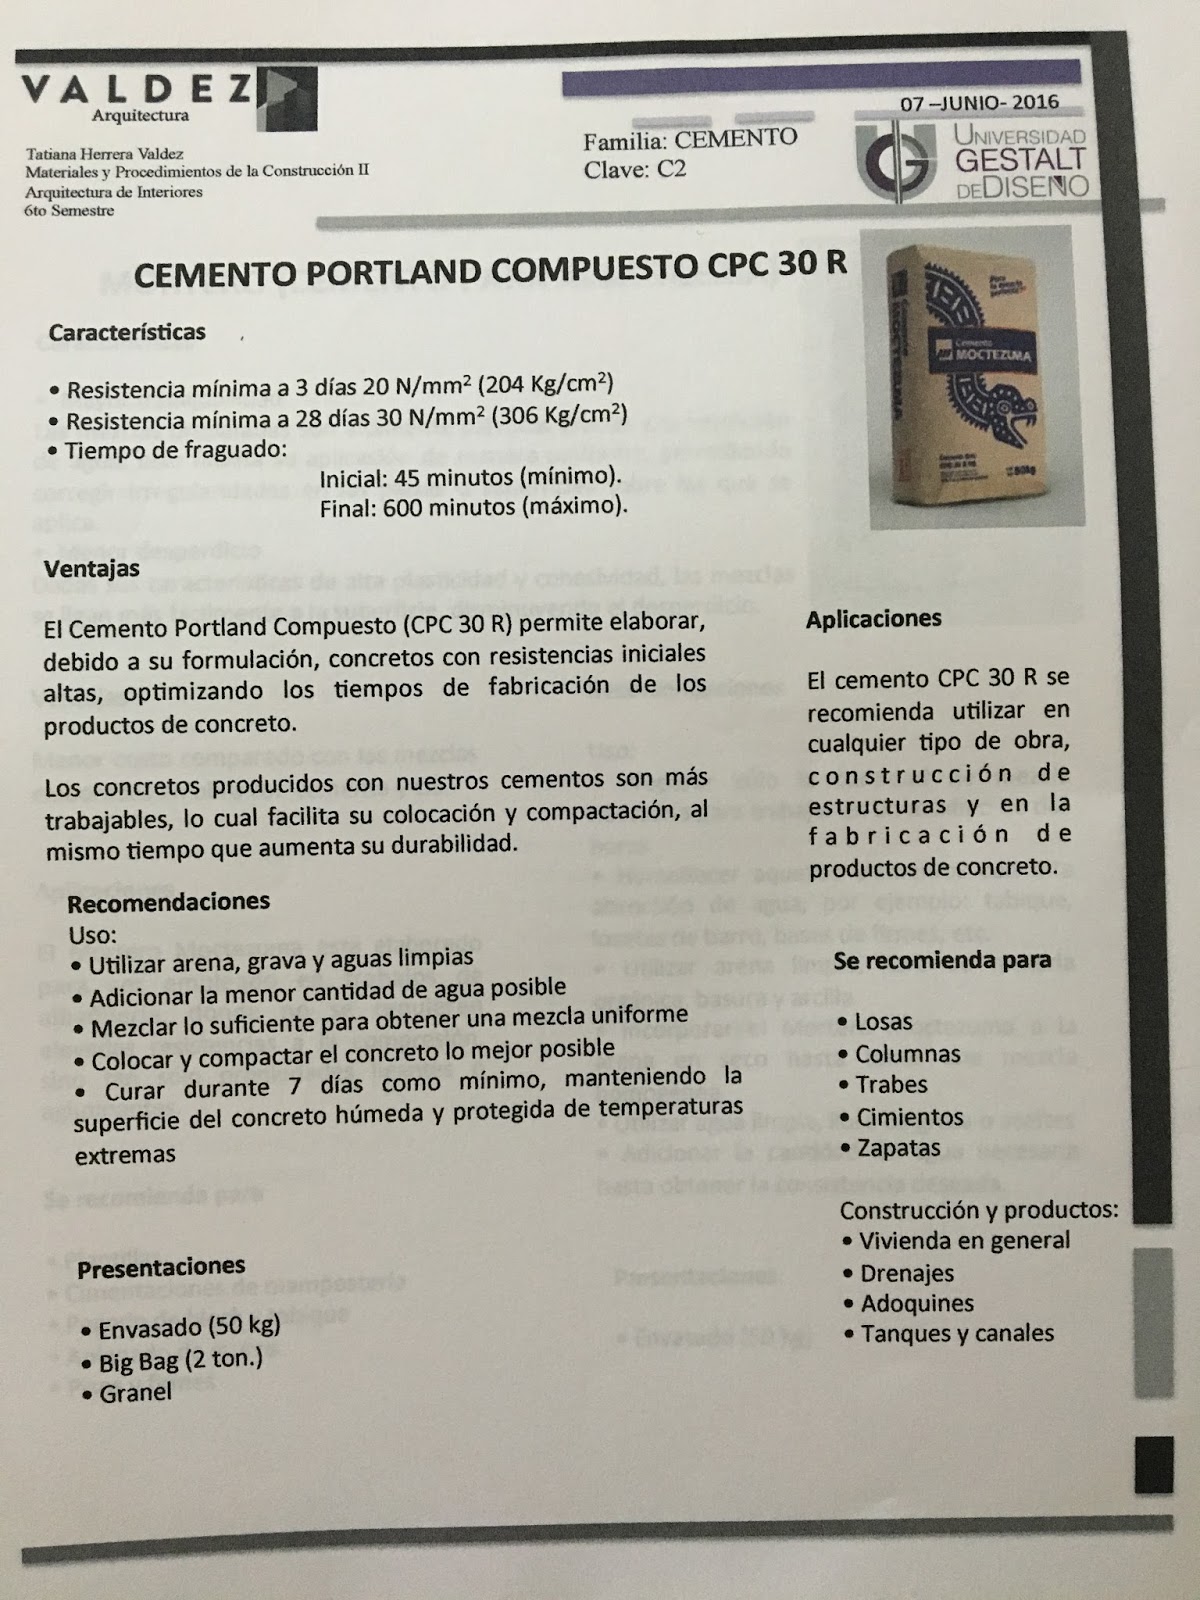 VALDEZ
Arquitectura
Tatiana Herrera Valdez
Materiales y Procedimientos de la Construcción II
Arquitectura de Interiores
6to Semestre
Familia: CEMENTO
Clave: C2
07 –JUNIO- 2016
UNIVERSIDAD
GESTALT
DEDISEÑO
CEMENTO PORTLAND COMPUESTO CPC 30 R
Cemento
MOCTEZUMA
50kg
Características
• Resistencia mínima a 3 días 20 N/mm² (204 Kg/cm²)
• Resistencia mínima a 28 días 30 N/mm² (306 Kg/cm²)
• Tiempo de fraguado:
Inicial: 45 minutos (mínimo).
Final: 600 minutos (máximo).
Ventajas
El Cemento Portland Compuesto (CPC 30 R) permite elaborar,
debido a su formulación, concretos con resistencias iniciales
altas, optimizando los tiempos de fabricación de los
productos de concreto.
Los concretos producidos con nuestros cementos son más
trabajables, lo cual facilita su colocación y compactación, al
mismo tiempo que aumenta su durabilidad.
Aplicaciones
El cemento CPC 30 R se
recomienda utilizar en
cualquier tipo de obra,
construcción de
estructuras y en la
fabricación de
productos de concreto.
Recomendaciones
Uso:
• Utilizar arena, grava y aguas limpias
• Adicionar la menor cantidad de agua posible
• Mezclar lo suficiente para obtener una mezcla uniforme
• Colocar y compactar el concreto lo mejor posible
• Curar durante 7 días como mínimo, manteniendo la
superficie del concreto húmeda y protegida de temperaturas
extremas
Se recomienda para
• Losas
• Columnas
• Trabes
• Cimientos
• Zapatas
Construcción y productos:
• Vivienda en general
• Drenajes
• Adoquines
• Tanques y canales
Presentaciones
• Envasado (50 kg)
• Big Bag (2 ton.)
• Granel